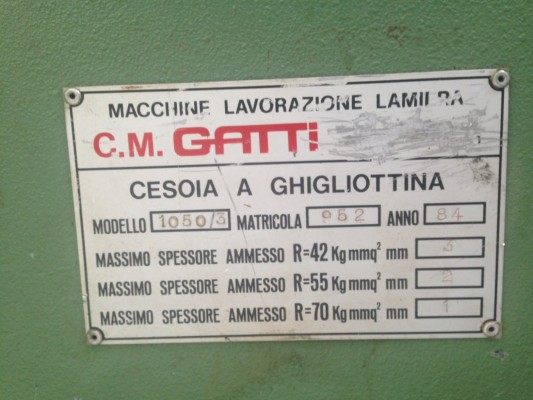 MACCHINE LAVORAZIONE
C.M. GATTI
CESOIA A GHIGLIOTTINA
MODELLO 1050/3 MATRICOLA 952 ANNO 84
MASSIMO SPESSORE AMMESSO R=42 Kg mmq² mm 3
MASSIMO SPESSORE AMMESSO R=55 Kg mmq² mm 2
MASSIMO SPESSORE AMMESSO R=70 Kg mmq² mm 1